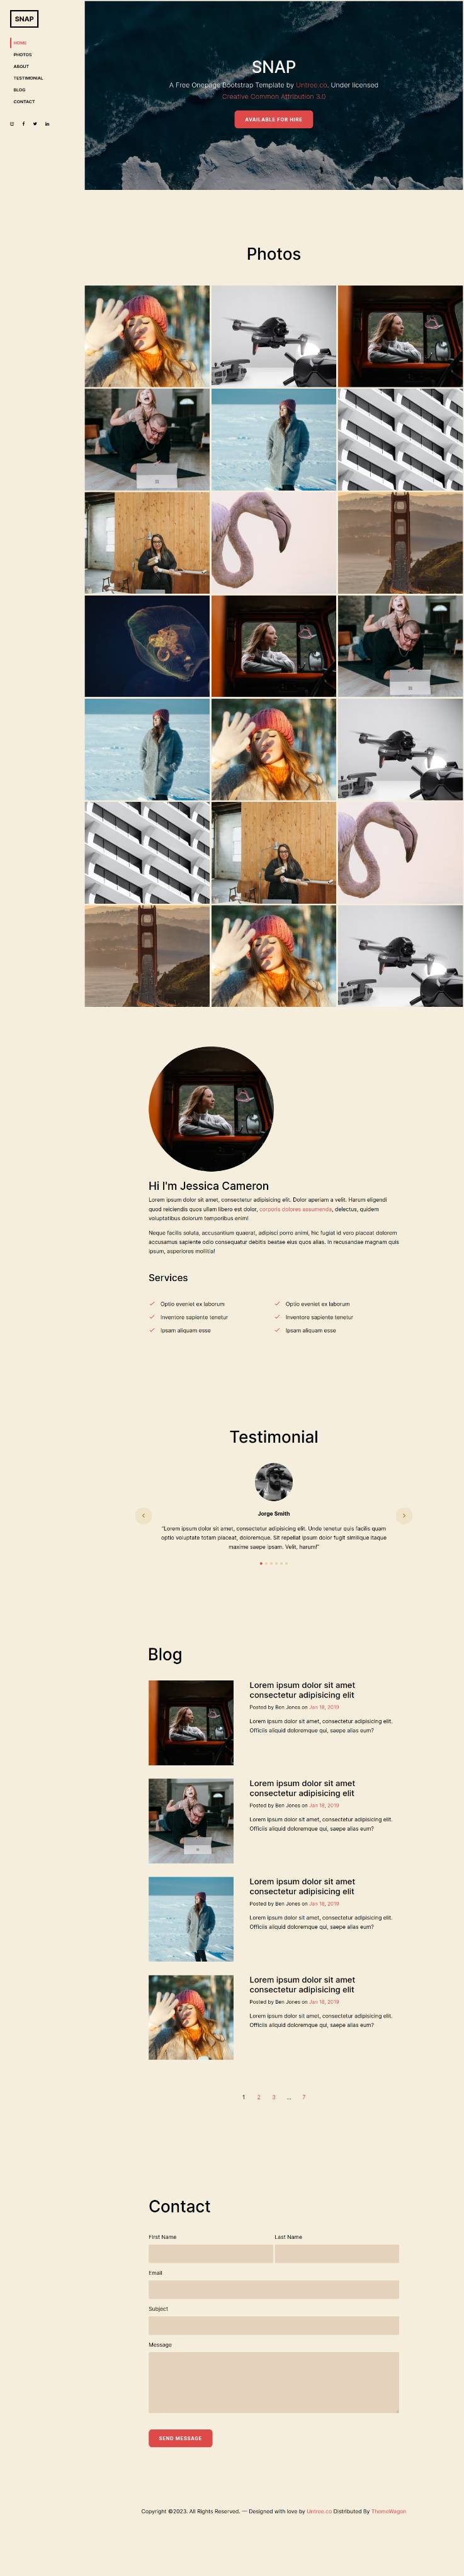 SNAP
HOME
PHOTOS
ABOUT
TESTIMONIAL
BLOG
CONTACT
SNAP
A Free Onepage Bootstrap Template by Untree.co. Under licensed
Creative Common Attribution 3.0
AVAILABLE FOR HIRE
Photos
Hi I'm Jessica Cameron
Lorem ipsum dolor sit amet, consectetur adipisicing elit. Dolor aperiam a velit. Harum eligendi
quod reiciendis quos ullam libero est dolor, corporis dolores assumenda, delectus, quidem
voluptatibus dolorum temporibus enim!
Neque facilis soluta, accusantium quaerat, adipisci porro animi, hic fugiat id vero placeat dolorem
accusamus sapiente odio consequatur debitis beatae eius quos alias. In recusandae magnam quis
ipsum, asperiores mollitia!
Services
Optio eveniet ex laborum
Optio eveniet ex laborum
Inventore sapiente tenetur
Inventore sapiente tenetur
Ipsam aliquam esse
Ipsam aliquam esse
Testimonial
Jorge Smith
"Lorem ipsum dolor sit amet, consectetur adipisicing elit. Unde tenetur quis facilis quam
optio voluptate totam placeat, doloremque. Sit repellat ipsum dolor fugit similique itaque
maxime saepe ipsam. Velit, harum!"
Blog
Lorem ipsum dolor sit amet
consectetur adipisicing elit
Posted by Ben Jones on Jan 18, 2019
Lorem ipsum dolor sit amet, consectetur adipisicing elit.
Officiis aliquid doloremque qui, saepe alias eum?
Lorem ipsum dolor sit amet
consectetur adipisicing elit
Posted by Ben Jones on Jan 18, 2019
Lorem ipsum dolor sit amet, consectetur adipisicing elit.
Officiis aliquid doloremque qui, saepe alias eum?
Lorem ipsum dolor sit amet
consectetur adipisicing elit
Posted by Ben Jones on Jan 18, 2019
Lorem ipsum dolor sit amet, consectetur adipisicing elit.
Officiis aliquid doloremque qui, saepe alias eum?
Lorem ipsum dolor sit amet
consectetur adipisicing elit
Posted by Ben Jones on Jan 18, 2019
Lorem ipsum dolor sit amet, consectetur adipisicing elit.
Officiis aliquid doloremque qui, saepe alias eum?
1 2 3 ... 7
Contact
First Name
Last Name
Email
Subject
Message
SEND MESSAGE
Copyright ©2023. All Rights Reserved. — Designed with love by Untree.co Distributed By ThemeWagon